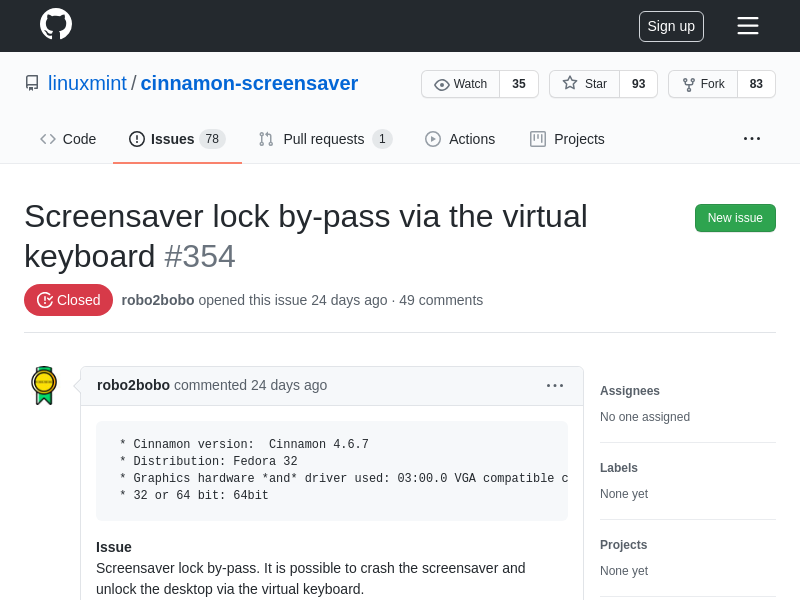 Sign up
linuxmint / cinnamon-screensaver
Watch 35
Star 93
Fork 83
Code
Issues 78
Pull requests 1
Actions
Projects
Screensaver lock by-pass via the virtual
keyboard #354
New issue
Closed robo2bobo opened this issue 24 days ago · 49 comments
robo2bobo commented 24 days ago
* Cinnamon version:  Cinnamon 4.6.7
* Distribution: Fedora 32
* Graphics hardware *and* driver used: 03:00.0 VGA compatible c
* 32 or 64 bit: 64bit
Issue
Screensaver lock by-pass. It is possible to crash the screensaver and
unlock the desktop via the virtual keyboard.
Assignees
No one assigned
Labels
None yet
Projects
None yet